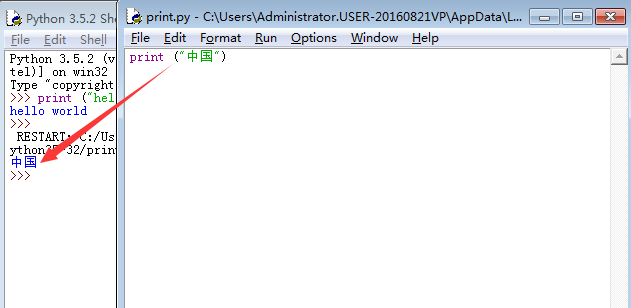 Python 3.5.2 She
File Edit Shell
Python 3.5.2 (v
tel)] on win32
Type "copyright
>>> print ("hel
hello world
>>>
RESTART: C:/Us
ython35-32/prin
中国
>>>
print.py - C:\Users\Administrator.USER-20160821VP\AppData\L...
File Edit Format Run Options Window Help
print ("中国")